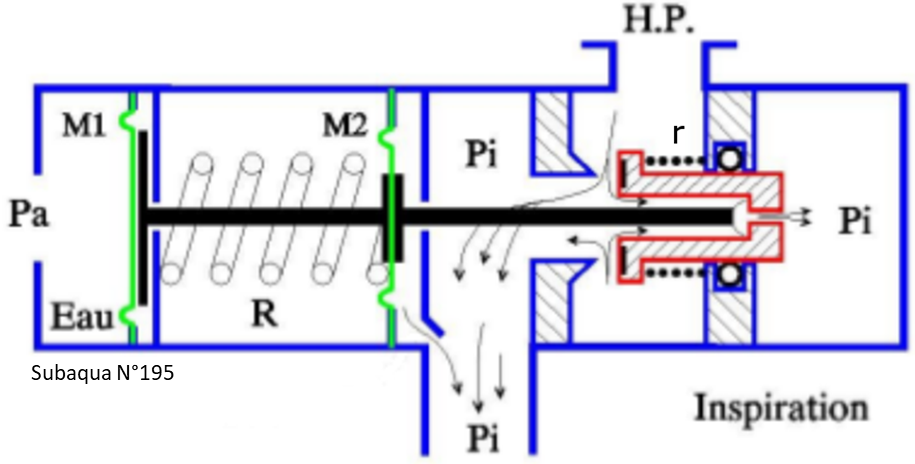 H.P.
M1
M2
Pi
r
Pa
Pi
Eau
R
Subaqua N°195
Pi
Inspiration